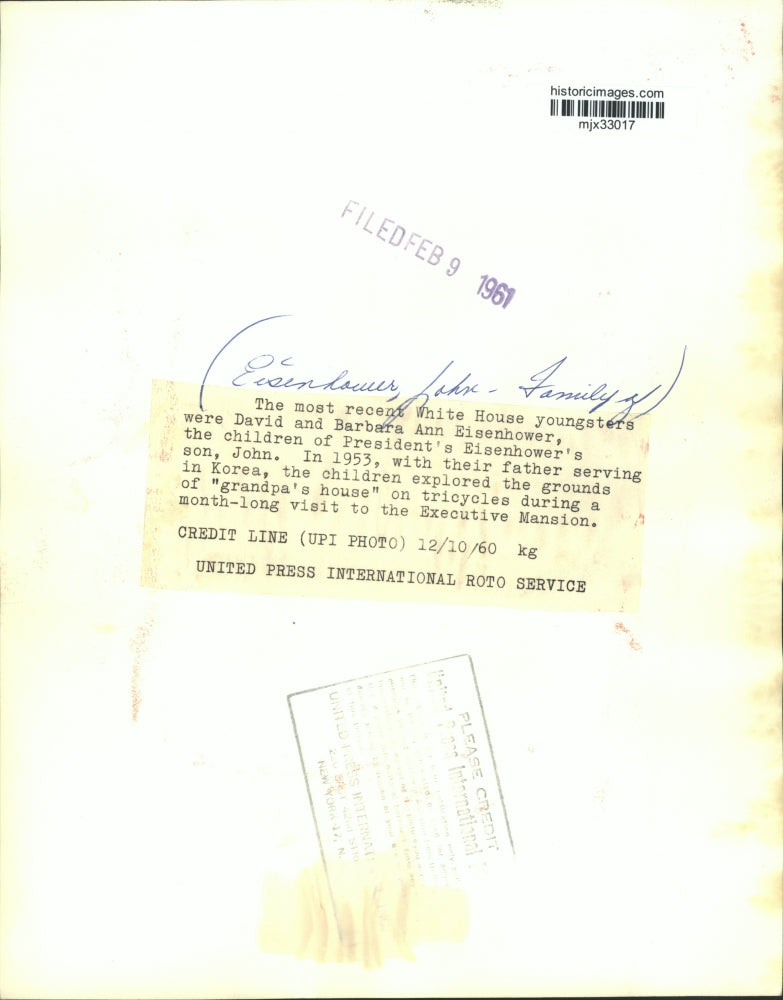 historicimages.com
mjx33017
FILED FEB 9 1961
(Eisenhower, John - Family of)
The most recent White House youngsters
were David and Barbara Ann Eisenhower,
the children of President's Eisenhower's
son, John. In 1953, with their father serving
in Korea, the children explored the grounds
of "grandpa's house" on tricycles during a
month-long visit to the Executive Mansion.
CREDIT LINE (UPI PHOTO) 12/10/60 kg
UNITED PRESS INTERNATIONAL ROTO SERVICE
PLEASE CREDIT
United Press International
UNITED PRESS INTERNAT
NEW YORK 17, N.